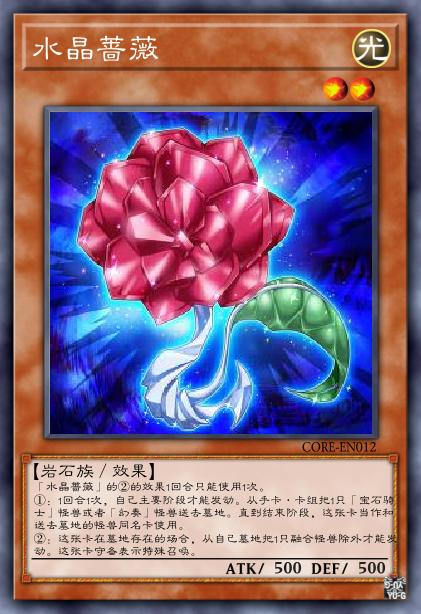 水晶蔷薇
光
CORE-EN012
【岩石族／效果】
「水晶蔷薇」的②的效果1回合只能使用1次。
①：1回合1次，自己主要阶段才能发动。从手卡·卡组把1只「宝石骑
士」怪兽或者「幻奏」怪兽送去墓地。直到结束阶段，这张卡当作和
送去墓地的怪兽同名卡使用。
②：这张卡在墓地存在的场合，从自己墓地把1只融合怪兽除外才能发
动。这张卡守备表示特殊召唤。
ATK/ 500 DEF/ 500